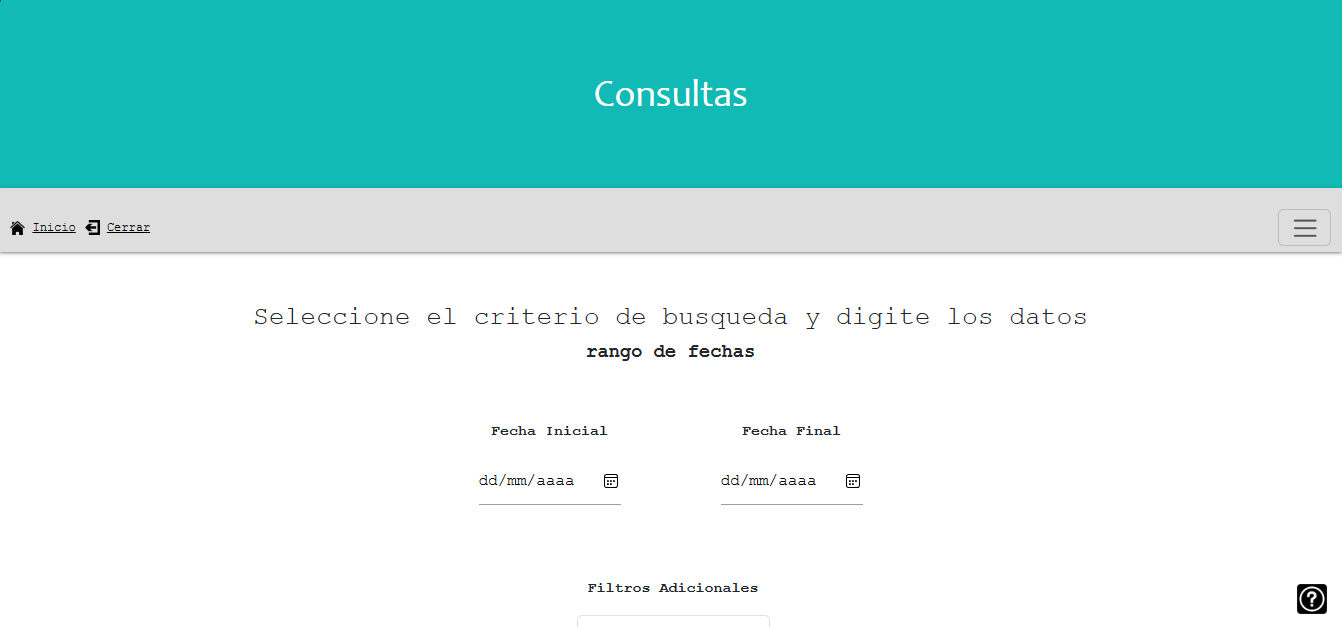 Consultas
Inicio Cerrar
Seleccione el criterio de busqueda y digite los datos
rango de fechas
Fecha Inicial Fecha Final
dd/mm/aaaa dd/mm/aaaa
Filtros Adicionales
?